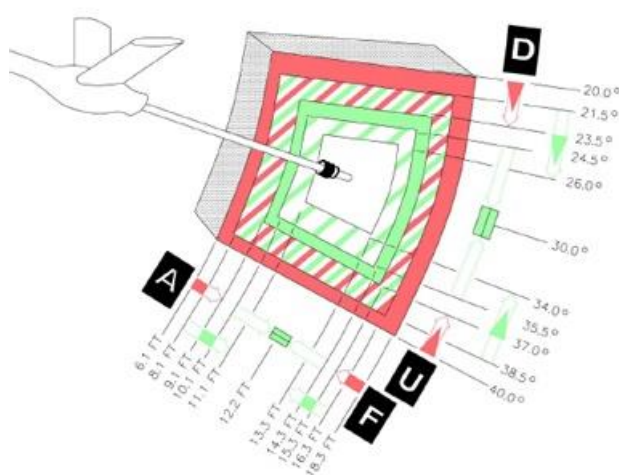 D
20.0°
21.5°
23.5°
24.5°
26.0°
30.0°
34.0°
35.5°
37.0°
38.5°
40.0°
A
U
F
6.1 FT
8.1 FT
9.1 FT
10.1 FT
11.1 FT
12.2 FT
13.3 FT
14.3 FT
15.3 FT
16.3 FT
18.3 FT